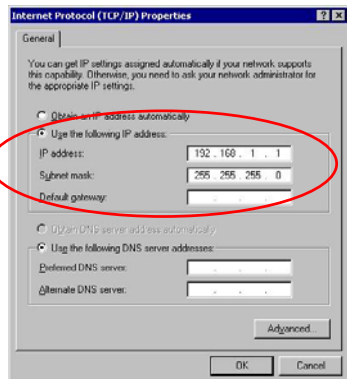 Internet Protocol (TCP/IP) Properties
General
You can get IP settings assigned automatically if your network supports
this capability. Otherwise, you need to ask your network administrator for
the appropriate IP settings.
Obtain an IP address automatically
Use the following IP address:
IP address: 192 . 168 . 1 . 1
Subnet mask: 255 . 255 . 255 . 0
Default gateway: . . .
Obtain DNS server address automatically
Use the following DNS server addresses:
Preferred DNS server: . . .
Alternate DNS server: . . .
Advanced...
OK Cancel